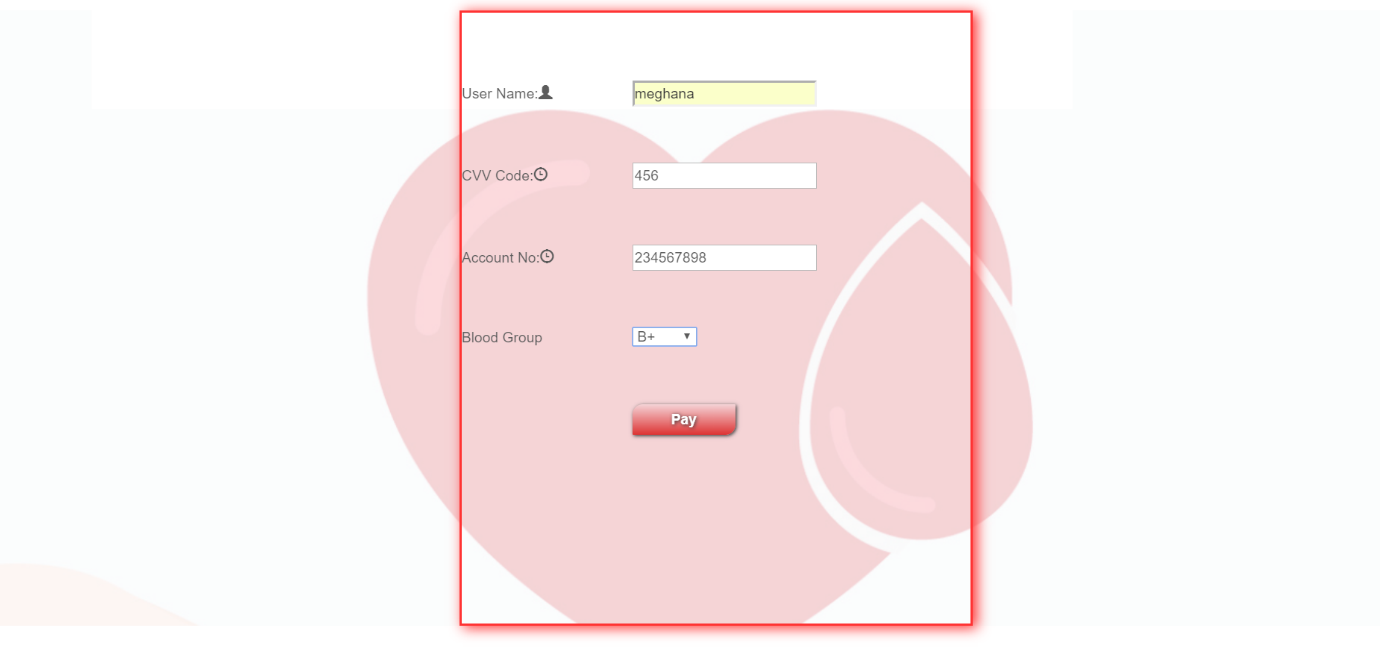 User Name: meghana
CVV Code: 456
Account No: 234567898
Blood Group B+
Pay